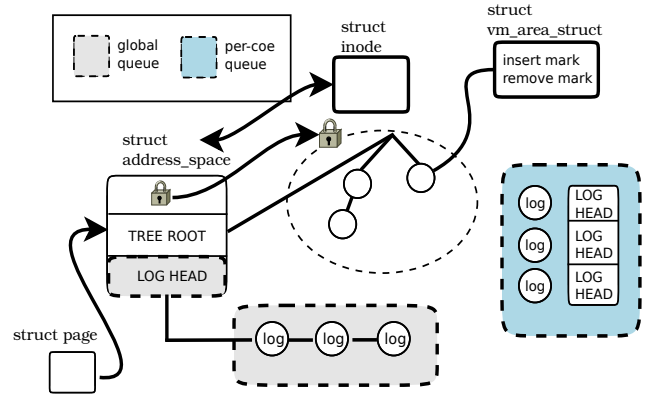 global
queue
per-coe
queue
struct
inode
struct
vm_area_struct
insert mark
remove mark
struct
address_space
TREE ROOT
LOG HEAD
struct page
log
log
log
log
LOG
HEAD
log
LOG
HEAD
log
LOG
HEAD